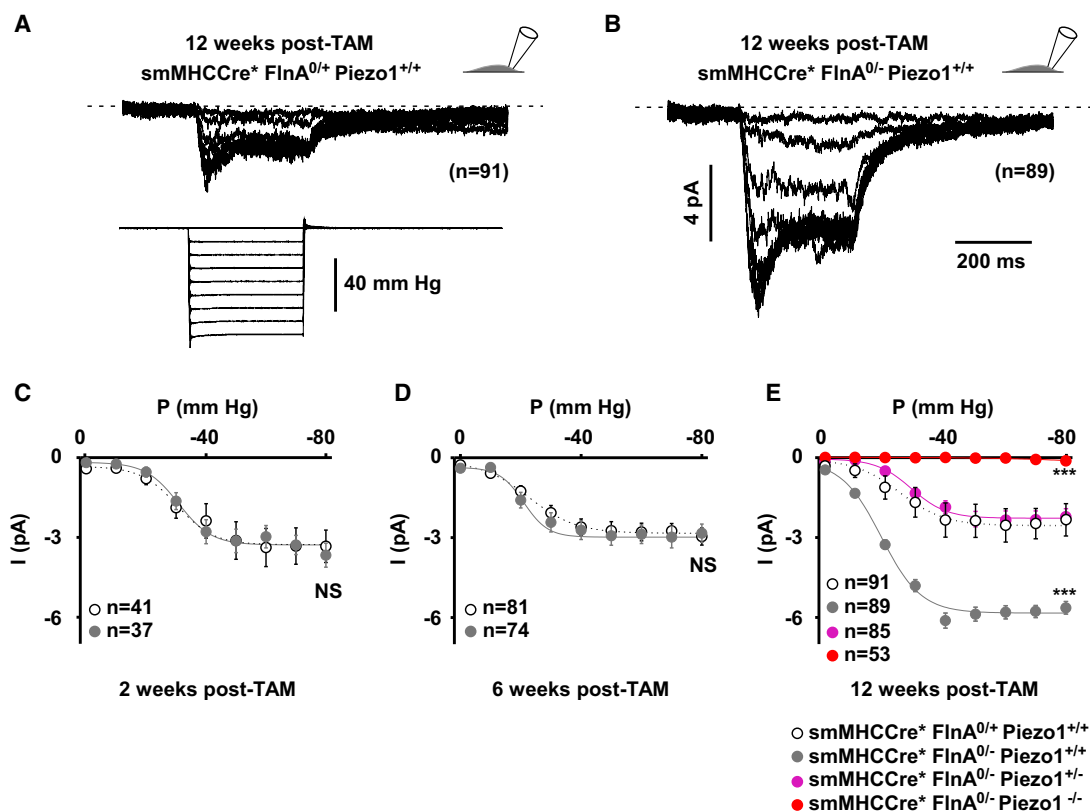 A
12 weeks post-TAM
smMHCCre* FlnA0/+ Piezo1+/+
(n=91)
40 mm Hg
B
12 weeks post-TAM
smMHCCre* FlnA0/- Piezo1+/+
4 pA
(n=89)
200 ms
C
P (mm Hg)
0 -40 -80
0
-3
-6
I (pA)
NS
n=41
n=37
2 weeks post-TAM
D
P (mm Hg)
0 -40 -80
0
-3
-6
I (pA)
NS
n=81
n=74
6 weeks post-TAM
E
P (mm Hg)
0 -40 -80
0
-3
-6
I (pA)
***
***
n=91
n=89
n=85
n=53
12 weeks post-TAM
smMHCCre* FlnA0/+ Piezo1+/+
smMHCCre* FlnA0/- Piezo1+/+
smMHCCre* FlnA0/- Piezo1+/-
smMHCCre* FlnA0/- Piezo1 -/-